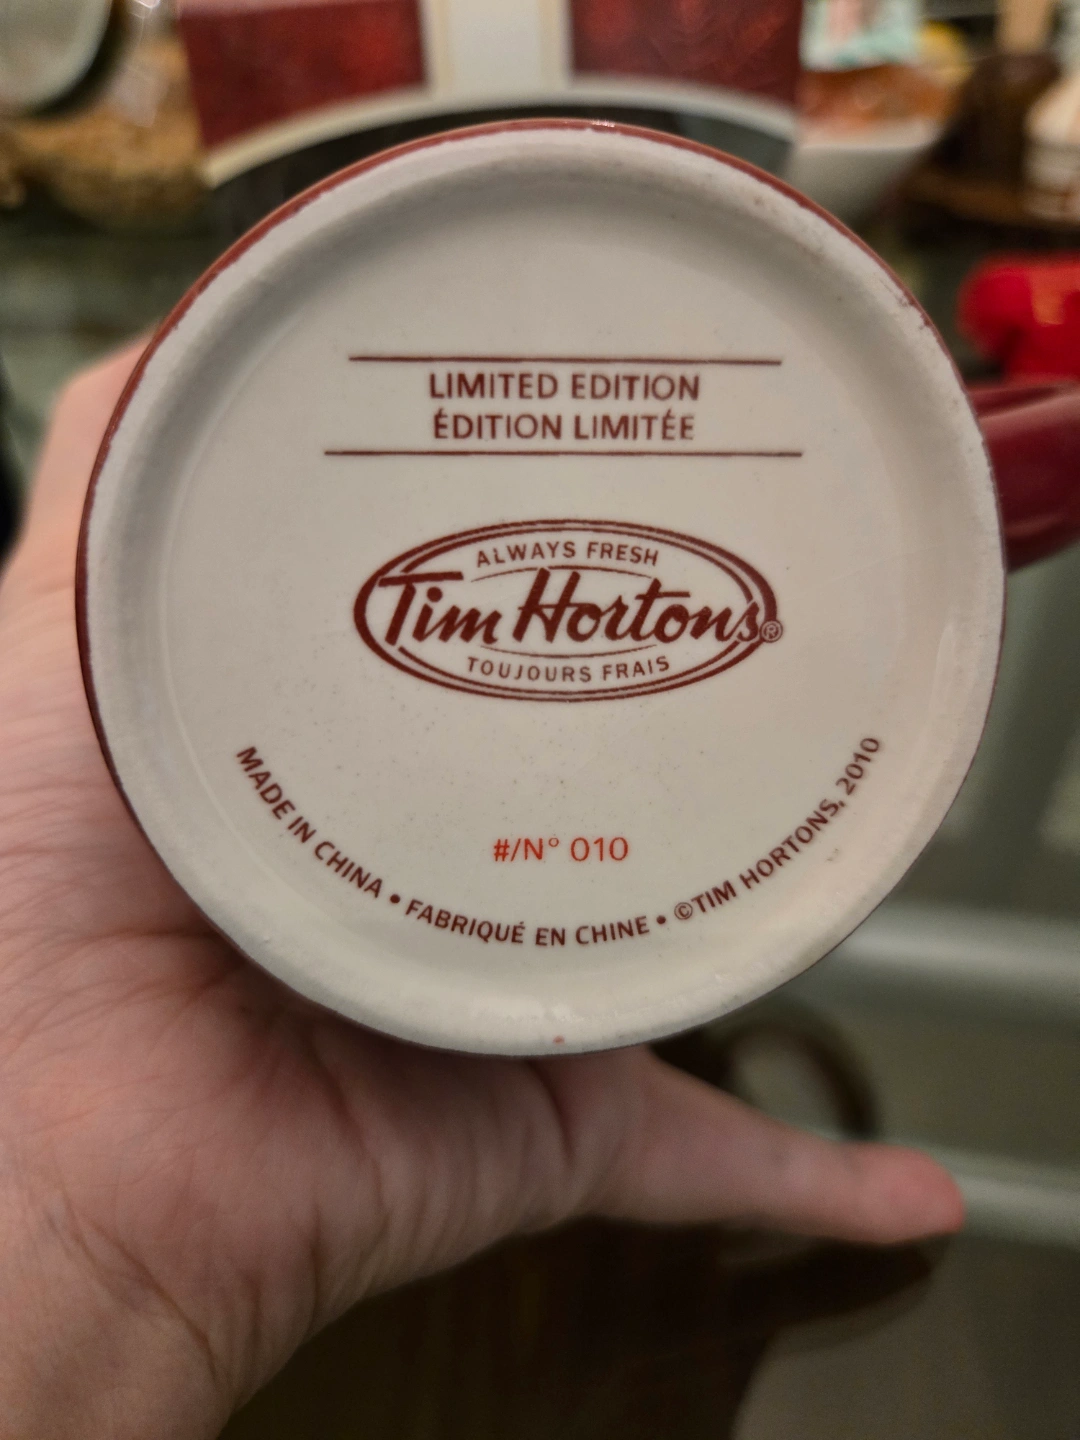 LIMITED EDITION
ÉDITION LIMITÉE
ALWAYS FRESH
Tim Hortons®
TOUJOURS FRAIS
#/N° 010
MADE IN CHINA • FABRIQUÉ EN CHINE • ©TIM HORTONS, 2010